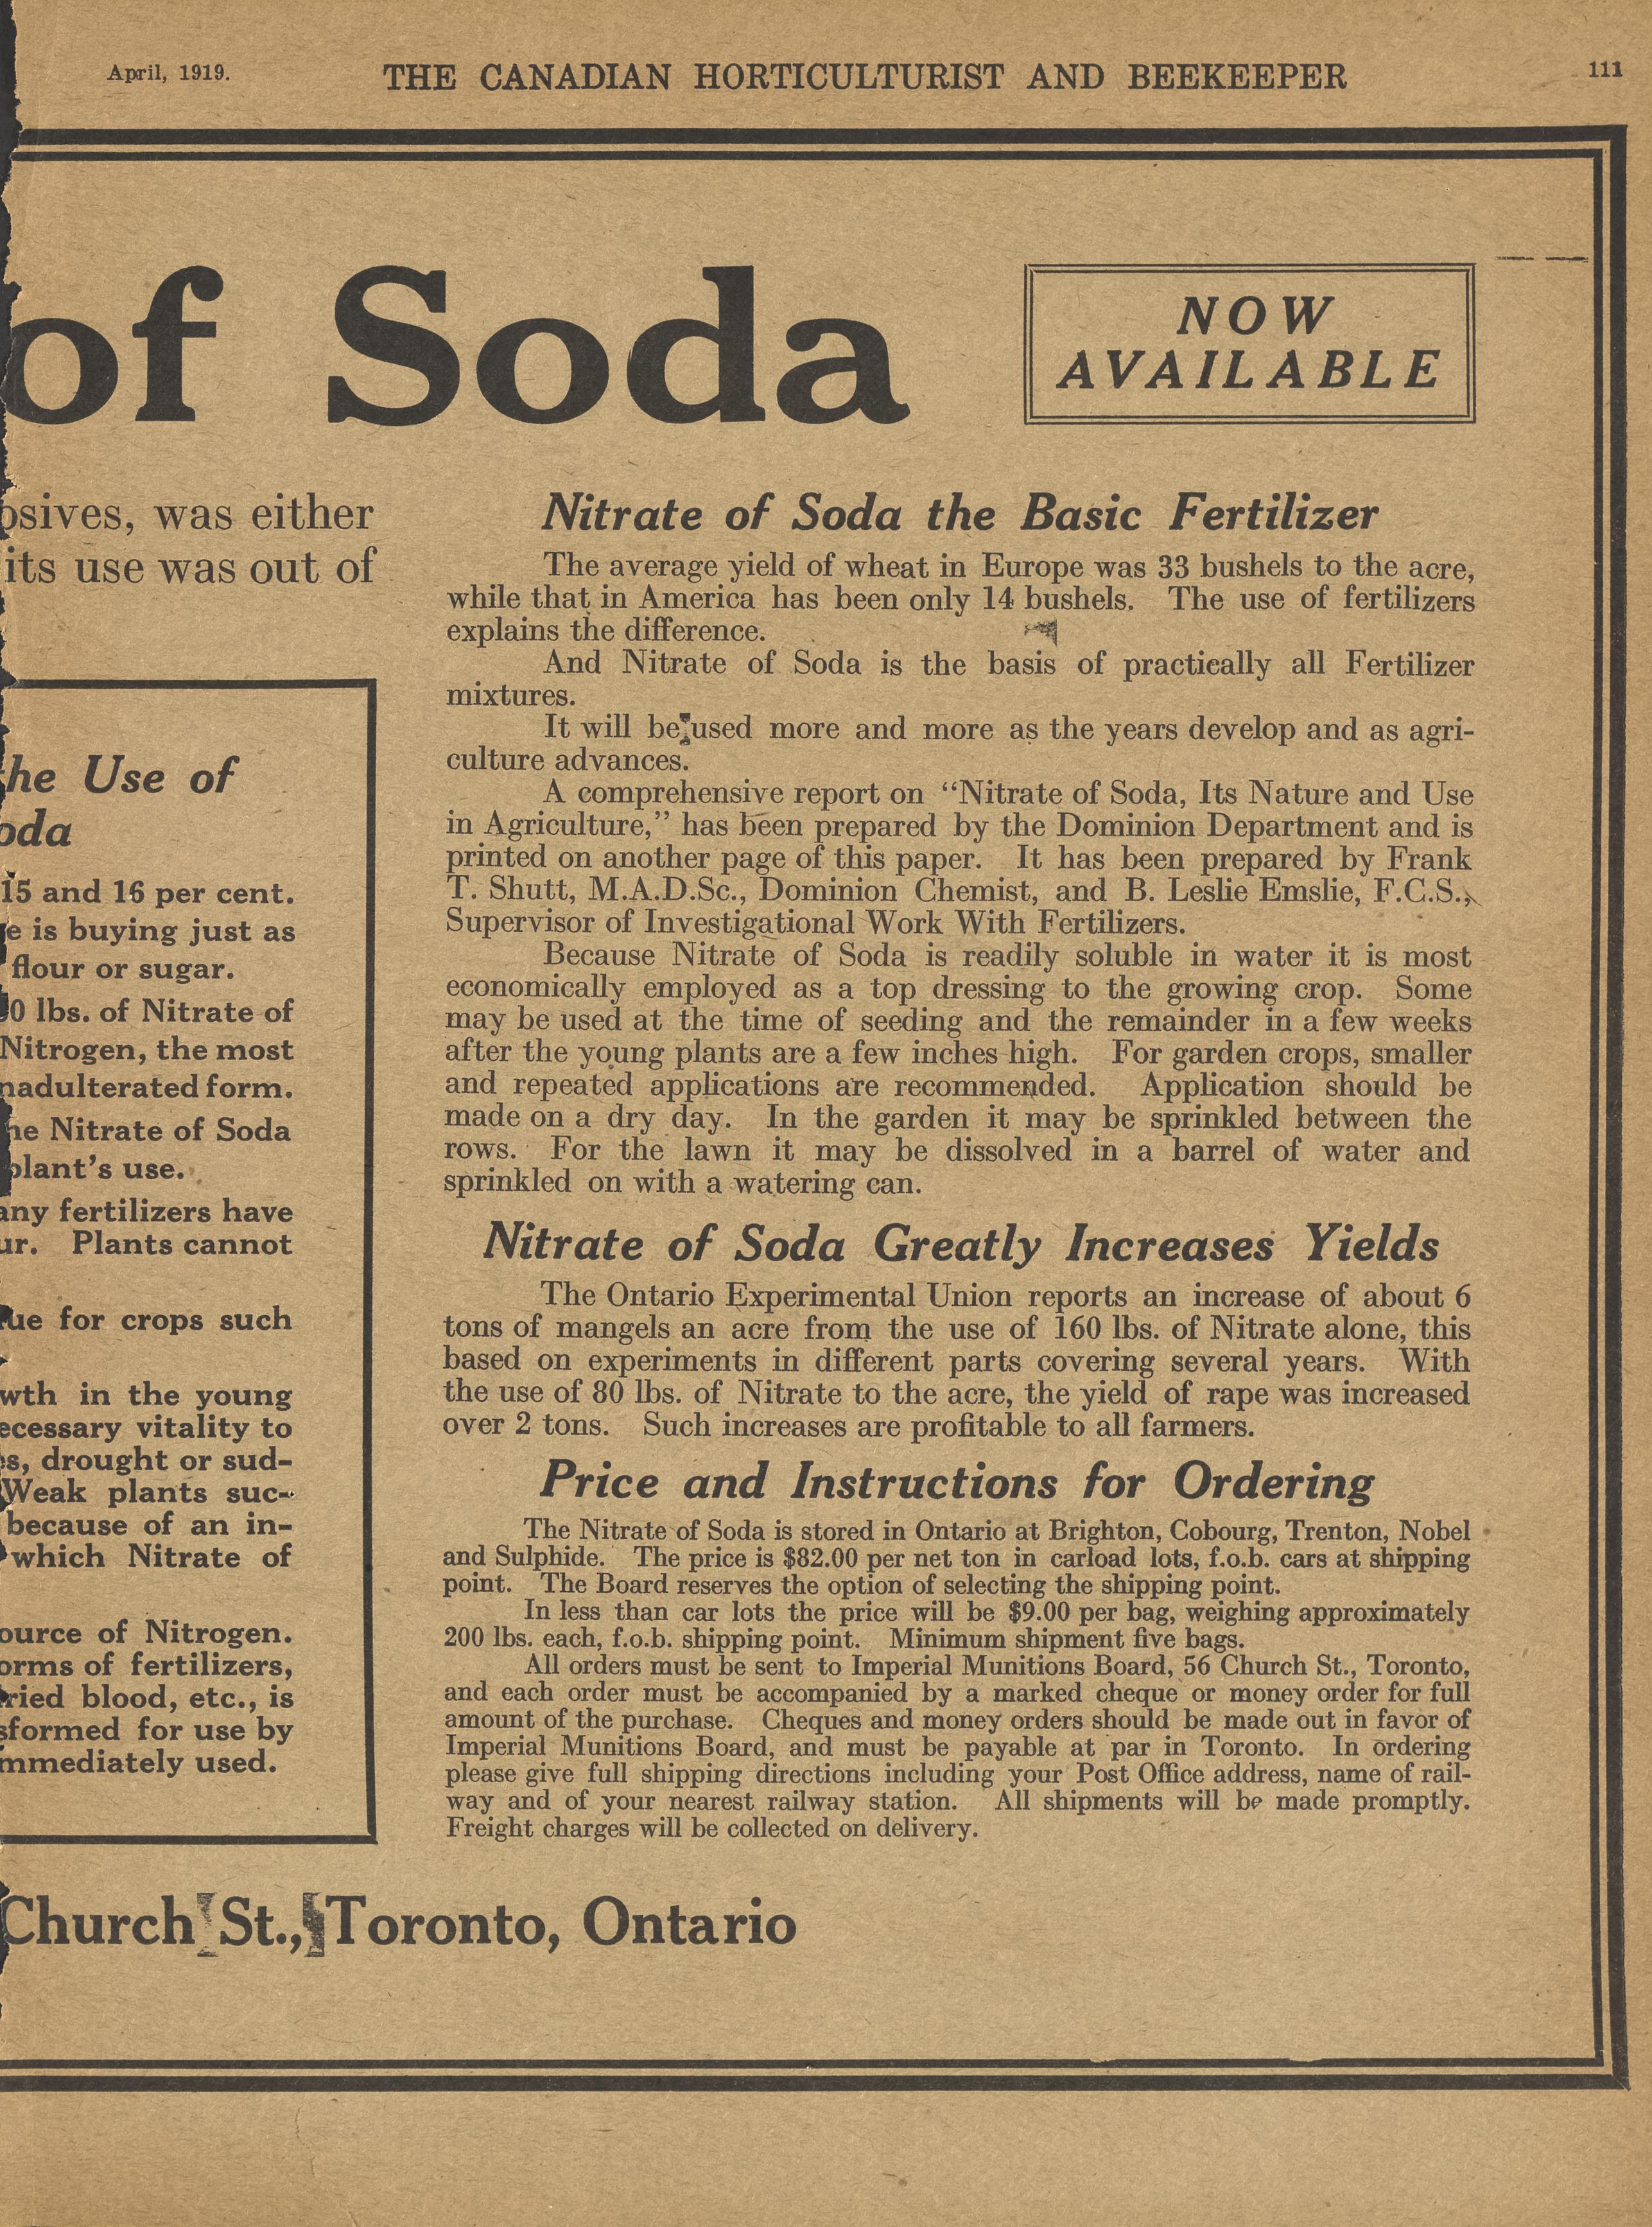 April, 1919.
THE CANADIAN HORTICULTURIST AND BEEKEEPER
111
of Soda
NOW
AVAILABLE
was either
its use was out of
Use of
15 and 16 per cent.
is buying just as
flour or sugar.
lbs. of Nitrate of
Nitrogen, the most
form.
Nitrate of Soda
use.
fertilizers have
Plants cannot
for crops such
in the young
vitality to
drought or sud-
Weak plants suc-
because of an in-
which Nitrate of
of Nitrogen.
of fertilizers,
blood, etc., is
for use by
used.
Nitrate of Soda the Basic Fertilizer
The average yield of wheat in Europe was 33 bushels to the acre,
while that in America has been only 14 bushels. The use of fertilizers
explains the difference.
And Nitrate of Soda is the basis of practically all Fertilizer
mixtures.
It will be used more and more as the years develop and as agri-
culture advances.
A comprehensive report on “Nitrate of Soda, Its Nature and Use
in Agriculture,” has been prepared by the Dominion Department and is
printed on another page of this paper. It has been prepared by Frank
T. Shutt, M.A.D.Sc., Dominion Chemist, and B. Leslie Emslie, F.C.S.,
Supervisor of Investigational Work With Fertilizers.
Because Nitrate of Soda is readily soluble in water it is most
economically employed as a top dressing to the growing crop. Some
may be used at the time of seeding and the remainder in a few weeks
after the young plants are a few inches high. For garden crops, smaller
and repeated applications are recommended. Application should be
made on a dry day. In the garden it may be sprinkled between the
rows. For the lawn it may be dissolved in a barrel of water and
sprinkled on with a watering can.
Nitrate of Soda Greatly Increases Yields
The Ontario Experimental Union reports an increase of about 6
tons of mangels an acre from the use of 160 lbs. of Nitrate alone, this
based on experiments in different parts covering several years. With
the use of 80 lbs. of Nitrate to the acre, the yield of rape was increased
over 2 tons. Such increases are profitable to all farmers.
Price and Instructions for Ordering
The Nitrate of Soda is stored in Ontario at Brighton, Cobourg, Trenton, Nobel
and Sulphide. The price is $82.00 per net ton in carload lots, f.o.b. cars at shipping
point. The Board reserves the option of selecting the shipping point.
In less than car lots the price will be $9.00 per bag, weighing approximately
200 lbs. each, f.o.b. shipping point. Minimum shipment five bags.
All orders must be sent to Imperial Munitions Board, 56 Church St., Toronto,
and each order must be accompanied by a marked cheque or money order for full
amount of the purchase. Cheques and money orders should be made out in favor of
Imperial Munitions Board, and must be payable at par in Toronto. In ordering
please give full shipping directions including your Post Office address, name of rail-
way and of your nearest railway station. All shipments will be made promptly.
Freight charges will be collected on delivery.
Church St., Toronto, Ontario